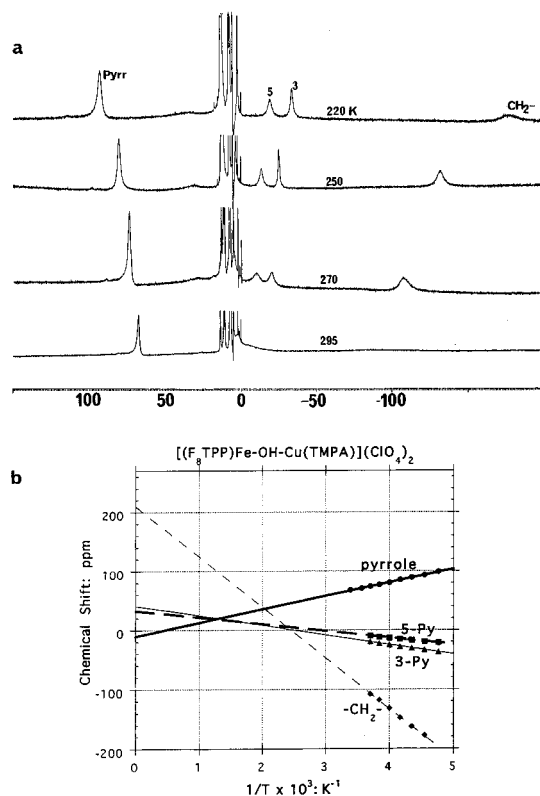 a
Pyrr
5
3
220 K
CH₂–
250
270
295
100 50 0 -50 -100
[(F₈TPP)Fe-OH-Cu(TMPA)](ClO₄)₂
b
Chemical Shift: ppm
200
100
0
-100
-200
pyrrole
5-Py
3-Py
-CH₂-
0 1 2 3 4 5
1/T x 10³: K⁻¹